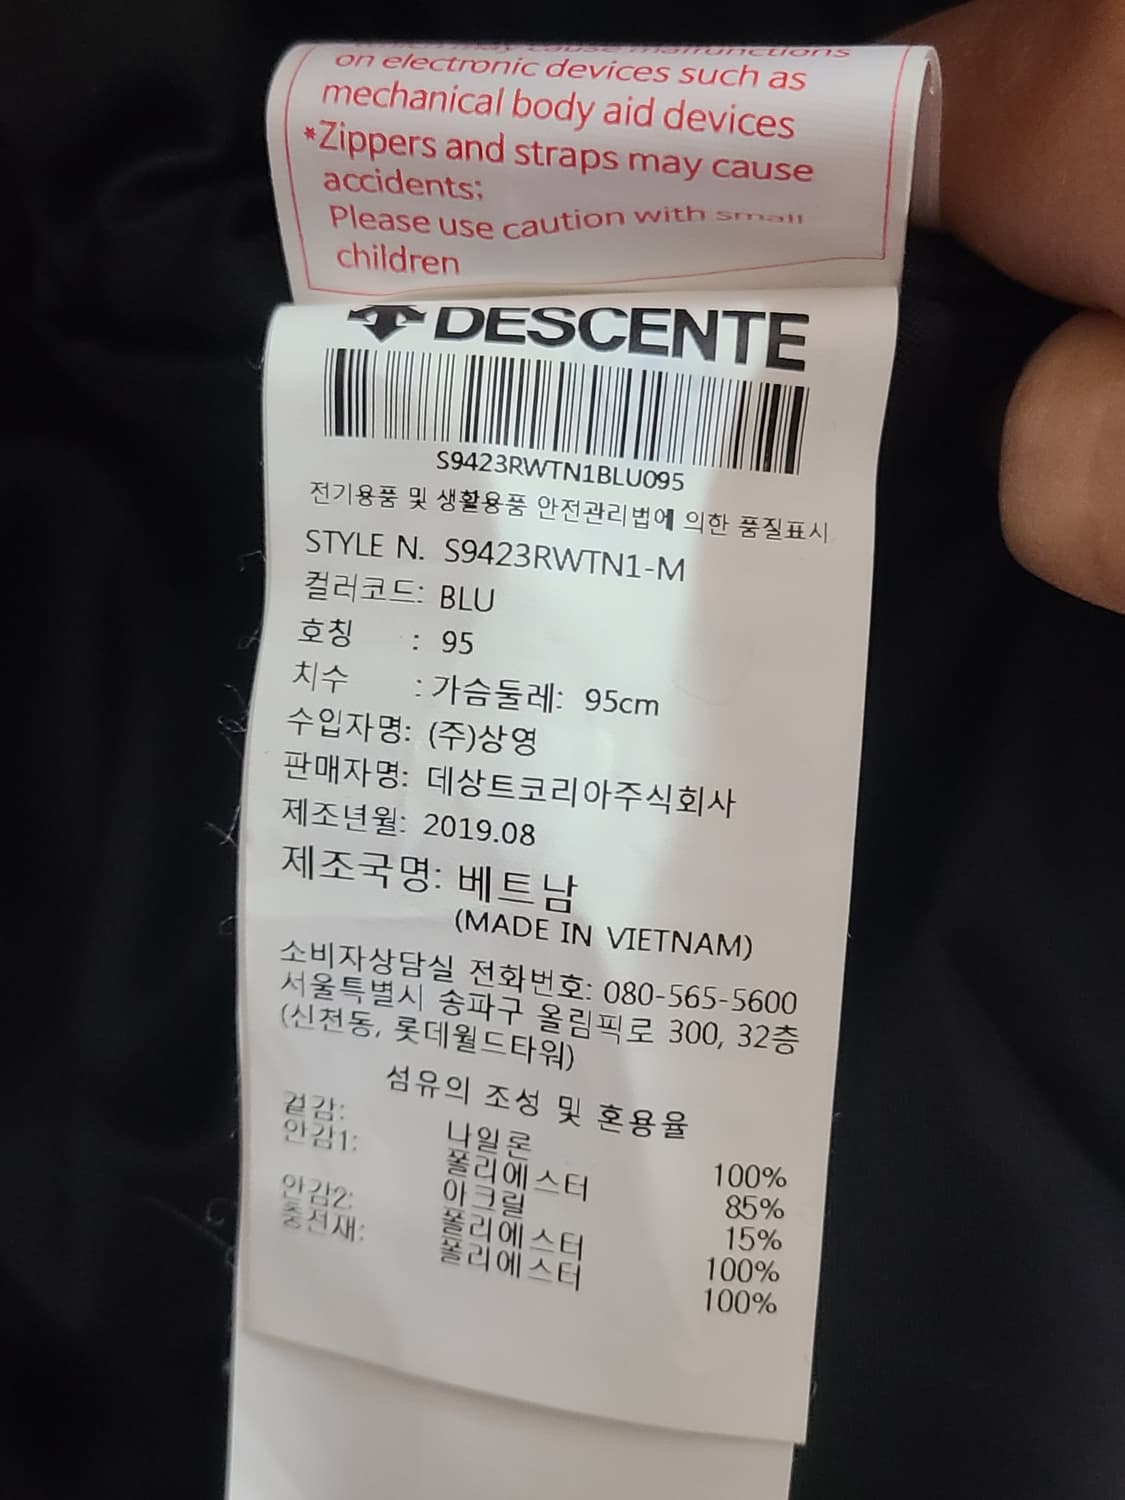 on electronic devices such as
mechanical body aid devices
*Zippers and straps may cause
accidents;
Please use caution with small
children
DESCENTE
S9423RWTN1BLU095
전기용품 및 생활용품 안전관리법에 의한 품질표시
STYLE N. S9423RWTN1-M
컬러코드: BLU
호칭 : 95
치수 : 가슴둘레: 95cm
수입자명: (주)상영
판매자명: 데상트코리아주식회사
제조년월: 2019.08
제조국명: 베트남
(MADE IN VIETNAM)
소비자상담실 전화번호: 080-565-5600
서울특별시 송파구 올림픽로 300, 32층
(신천동, 롯데월드타워)
섬유의 조성 및 혼용율
겉감: 나일론 100%
안감1: 폴리에스터 85%
아크릴 15%
안감2: 폴리에스터 100%
충전재: 폴리에스터 100%